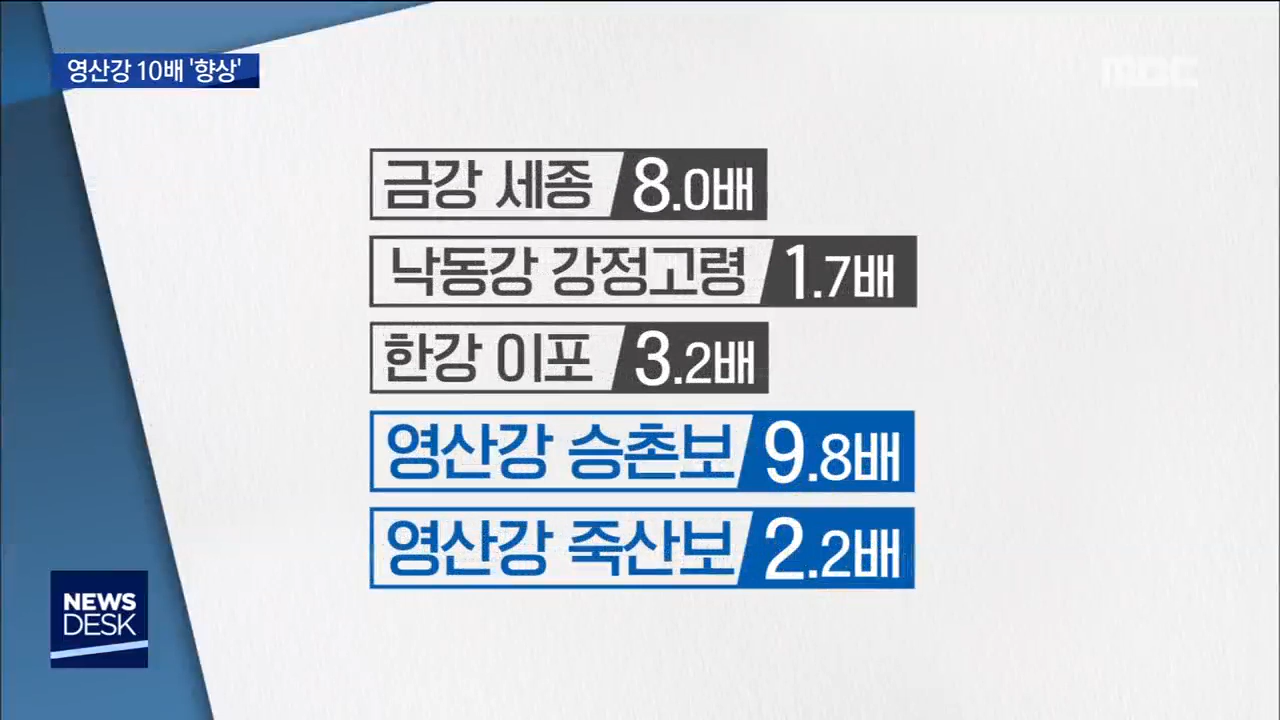 영산강 10배 '향상'
MBC
금강 세종 8.0배
낙동강 강정고령 1.7배
한강 이포 3.2배
영산강 승촌보 9.8배
영산강 죽산보 2.2배
NEWS
DESK